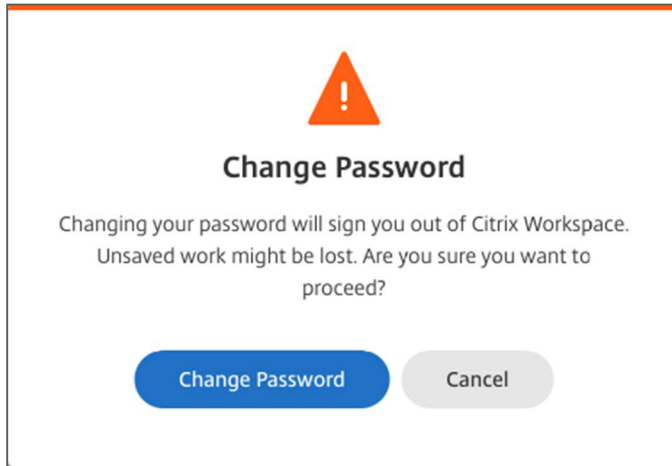 !
Change Password
Changing your password will sign you out of Citrix Workspace.
Unsaved work might be lost. Are you sure you want to
proceed?
Change Password
Cancel